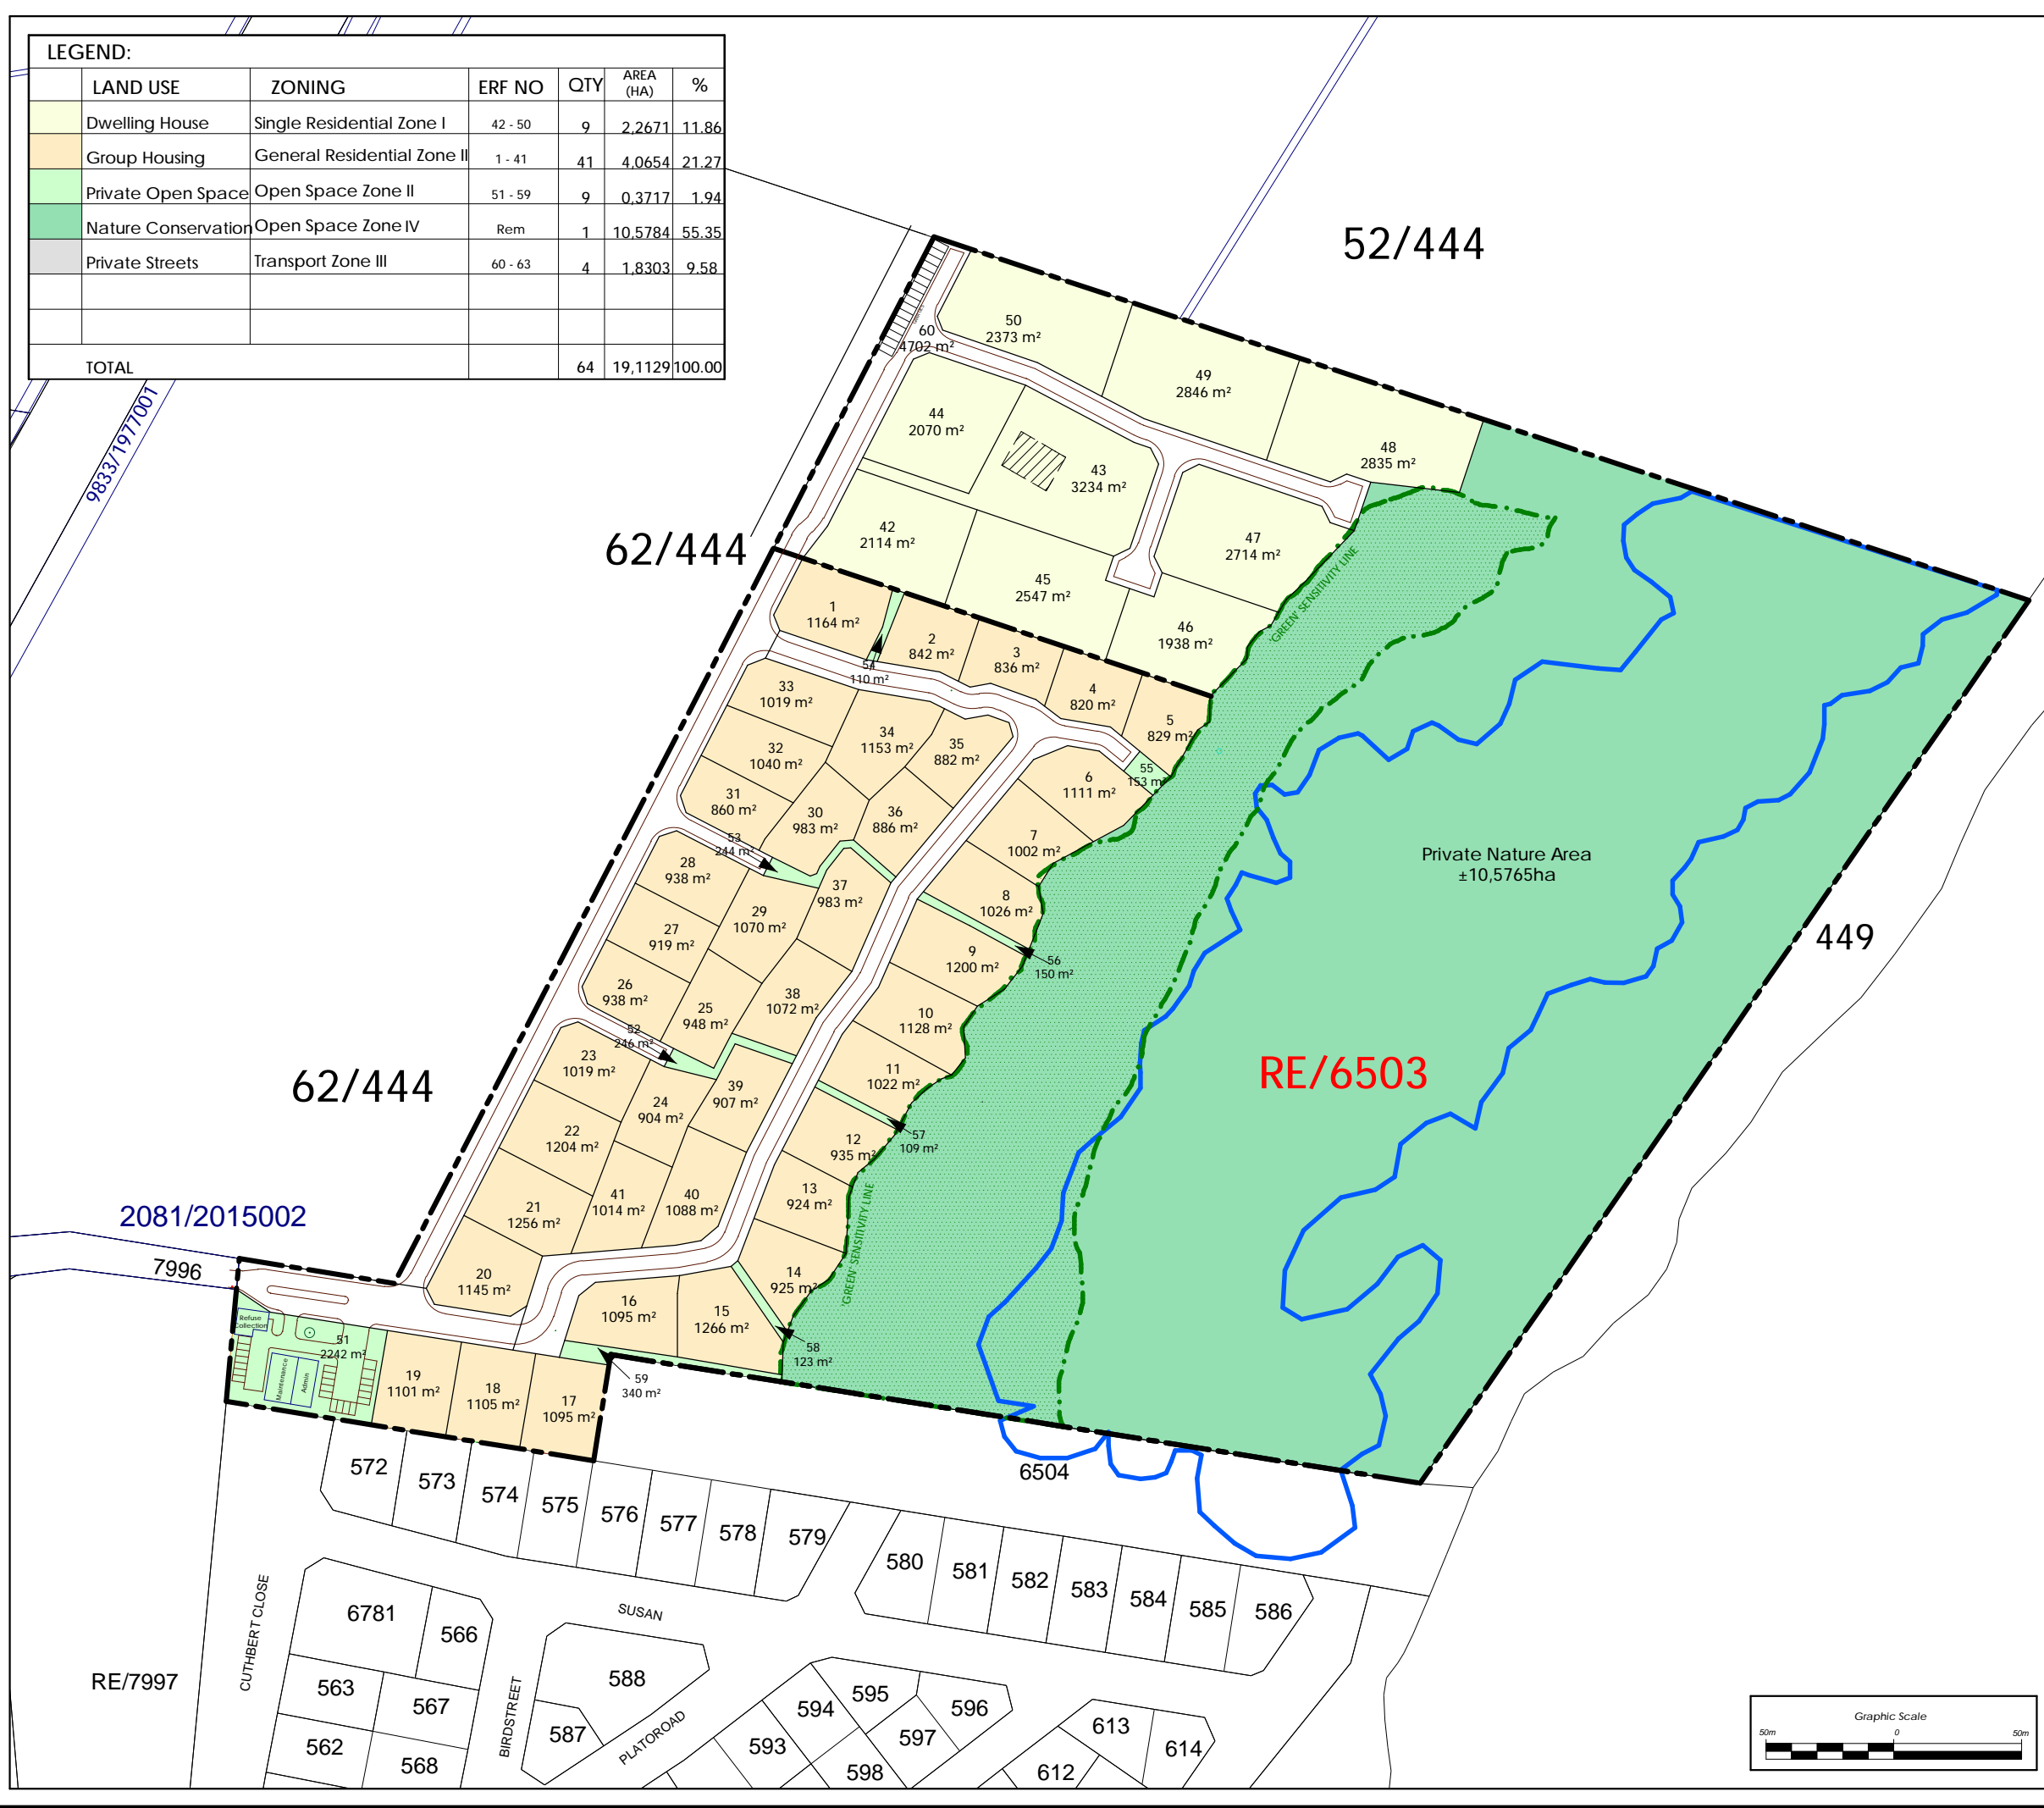 LEGEND:
LAND USE ZONING ERF NO QTY AREA (HA) %
Dwelling House Single Residential Zone I 42 - 50 9 2,2671 11.86
Group Housing General Residential Zone II 1 - 41 41 4,0654 21.27
Private Open Space Open Space Zone II 51 - 59 9 0,3717 1.94
Nature Conservation Open Space Zone IV Rem 1 10,5784 55.35
Private Streets Transport Zone III 60 - 63 4 1,8303 9.58
TOTAL 64 19,1129 100.00
9833/1977001
52/444
62/444
62/444
449
2081/2015002
7996
RE/6503
Private Nature Area
±10,5765ha
'GREEN' SENSITIVITY LINE
'GREEN' SENSITIVITY LINE
60
4702 m²
50
2373 m²
49
2846 m²
48
2835 m²
44
2070 m²
43
3234 m²
47
2714 m²
42
2114 m²
45
2547 m²
46
1938 m²
1
1164 m²
2
842 m²
3
836 m²
4
820 m²
5
829 m²
54
110 m²
55
153 m²
33
1019 m²
34
1153 m²
35
882 m²
32
1040 m²
31
860 m²
30
983 m²
36
886 m²
6
1111 m²
7
1002 m²
8
1026 m²
53
244 m²
28
938 m²
29
1070 m²
37
983 m²
27
919 m²
9
1200 m²
56
150 m²
26
938 m²
25
948 m²
38
1072 m²
10
1128 m²
52
246 m²
23
1019 m²
24
904 m²
39
907 m²
11
1022 m²
22
1204 m²
12
935 m²
57
109 m²
21
1256 m²
41
1014 m²
40
1088 m²
13
924 m²
20
1145 m²
14
925 m²
16
1095 m²
15
1266 m²
58
123 m²
59
340 m²
Refuse
Collection
51
2242 m²
Maintenance
Admin
19
1101 m²
18
1105 m²
17
1095 m²
6504
572
573
574
575
576
577
578
579
580
581
582
583
584
585
586
CUTHBERT CLOSE
SUSAN
BIRDSTREET
PLATOROAD
RE/7997
6781
566
563
567
562
568
588
587
593
594
595
596
597
598
613
614
612
Graphic Scale
50m 0 50m